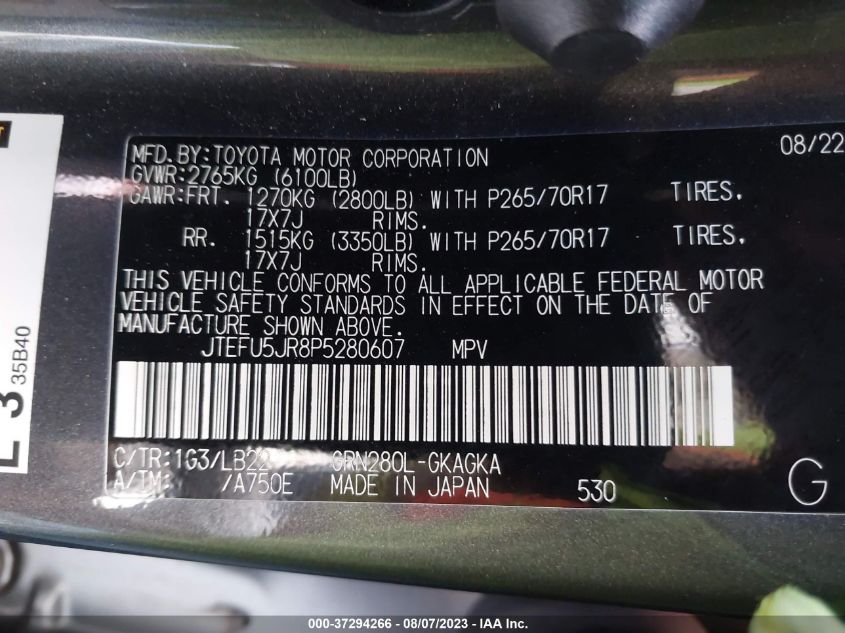 MFD.BY:TOYOTA MOTOR CORPORATION 08/22
GVWR:2765KG (6100LB)
GAWR:FRT. 1270KG (2800LB) WITH P265/70R17 TIRES.
17X7J RIMS.
RR. 1515KG (3350LB) WITH P265/70R17 TIRES.
17X7J RIMS.
THIS VEHICLE CONFORMS TO ALL APPLICABLE FEDERAL MOTOR
VEHICLE SAFETY STANDARDS IN EFFECT ON THE DATE OF
MANUFACTURE SHOWN ABOVE.
JTEFU5JR8P5280607 MPV
C/TR:1G3/LB22 GRN280L-GKAGKA
A/TM: /A750E MADE IN JAPAN 530 G
35B40
3
000-37294266 - 08/07/2023 - IAA Inc.